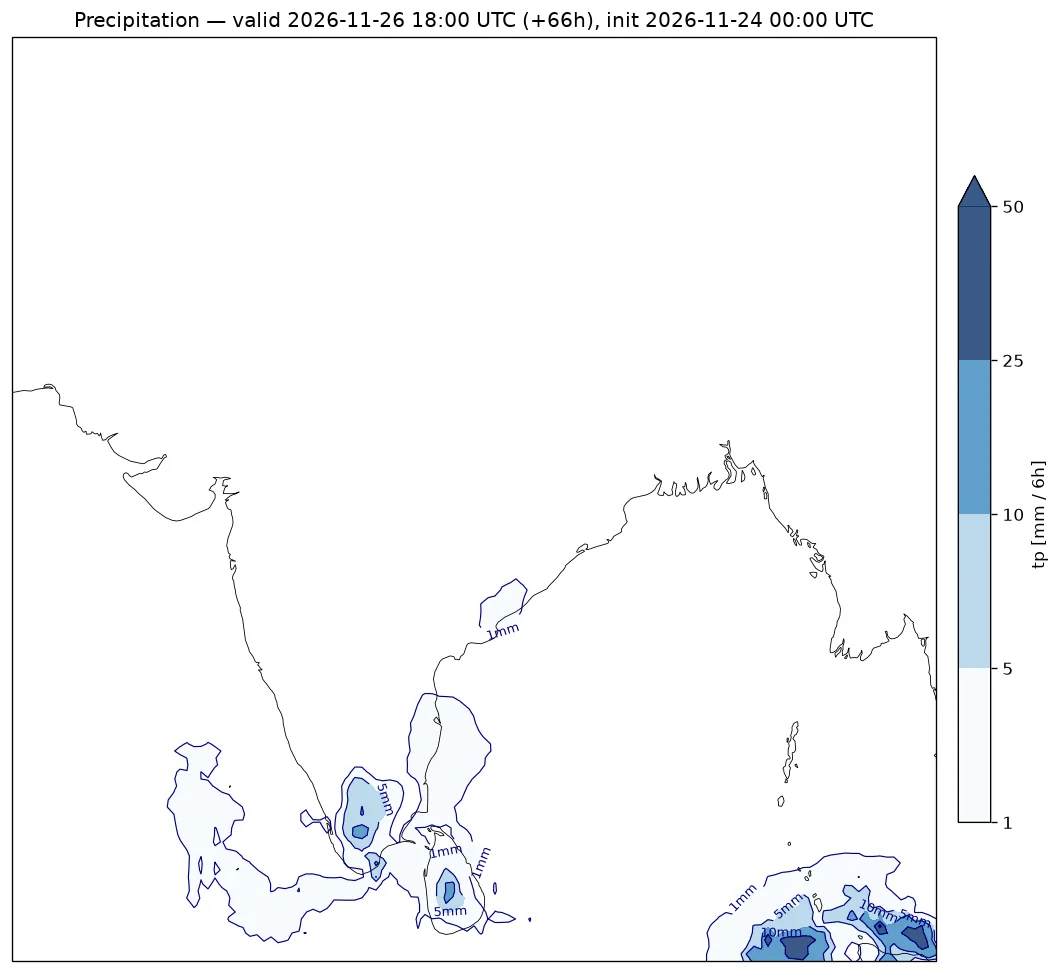 Precipitation — valid 2026-11-26 18:00 UTC (+66h), init 2026-11-24 00:00 UTC
50
25
10
5
1
tp [mm / 6h]
1mm
5mm
1mm
1mm
5mm
1mm
5mm
10mm
5mm
10mm